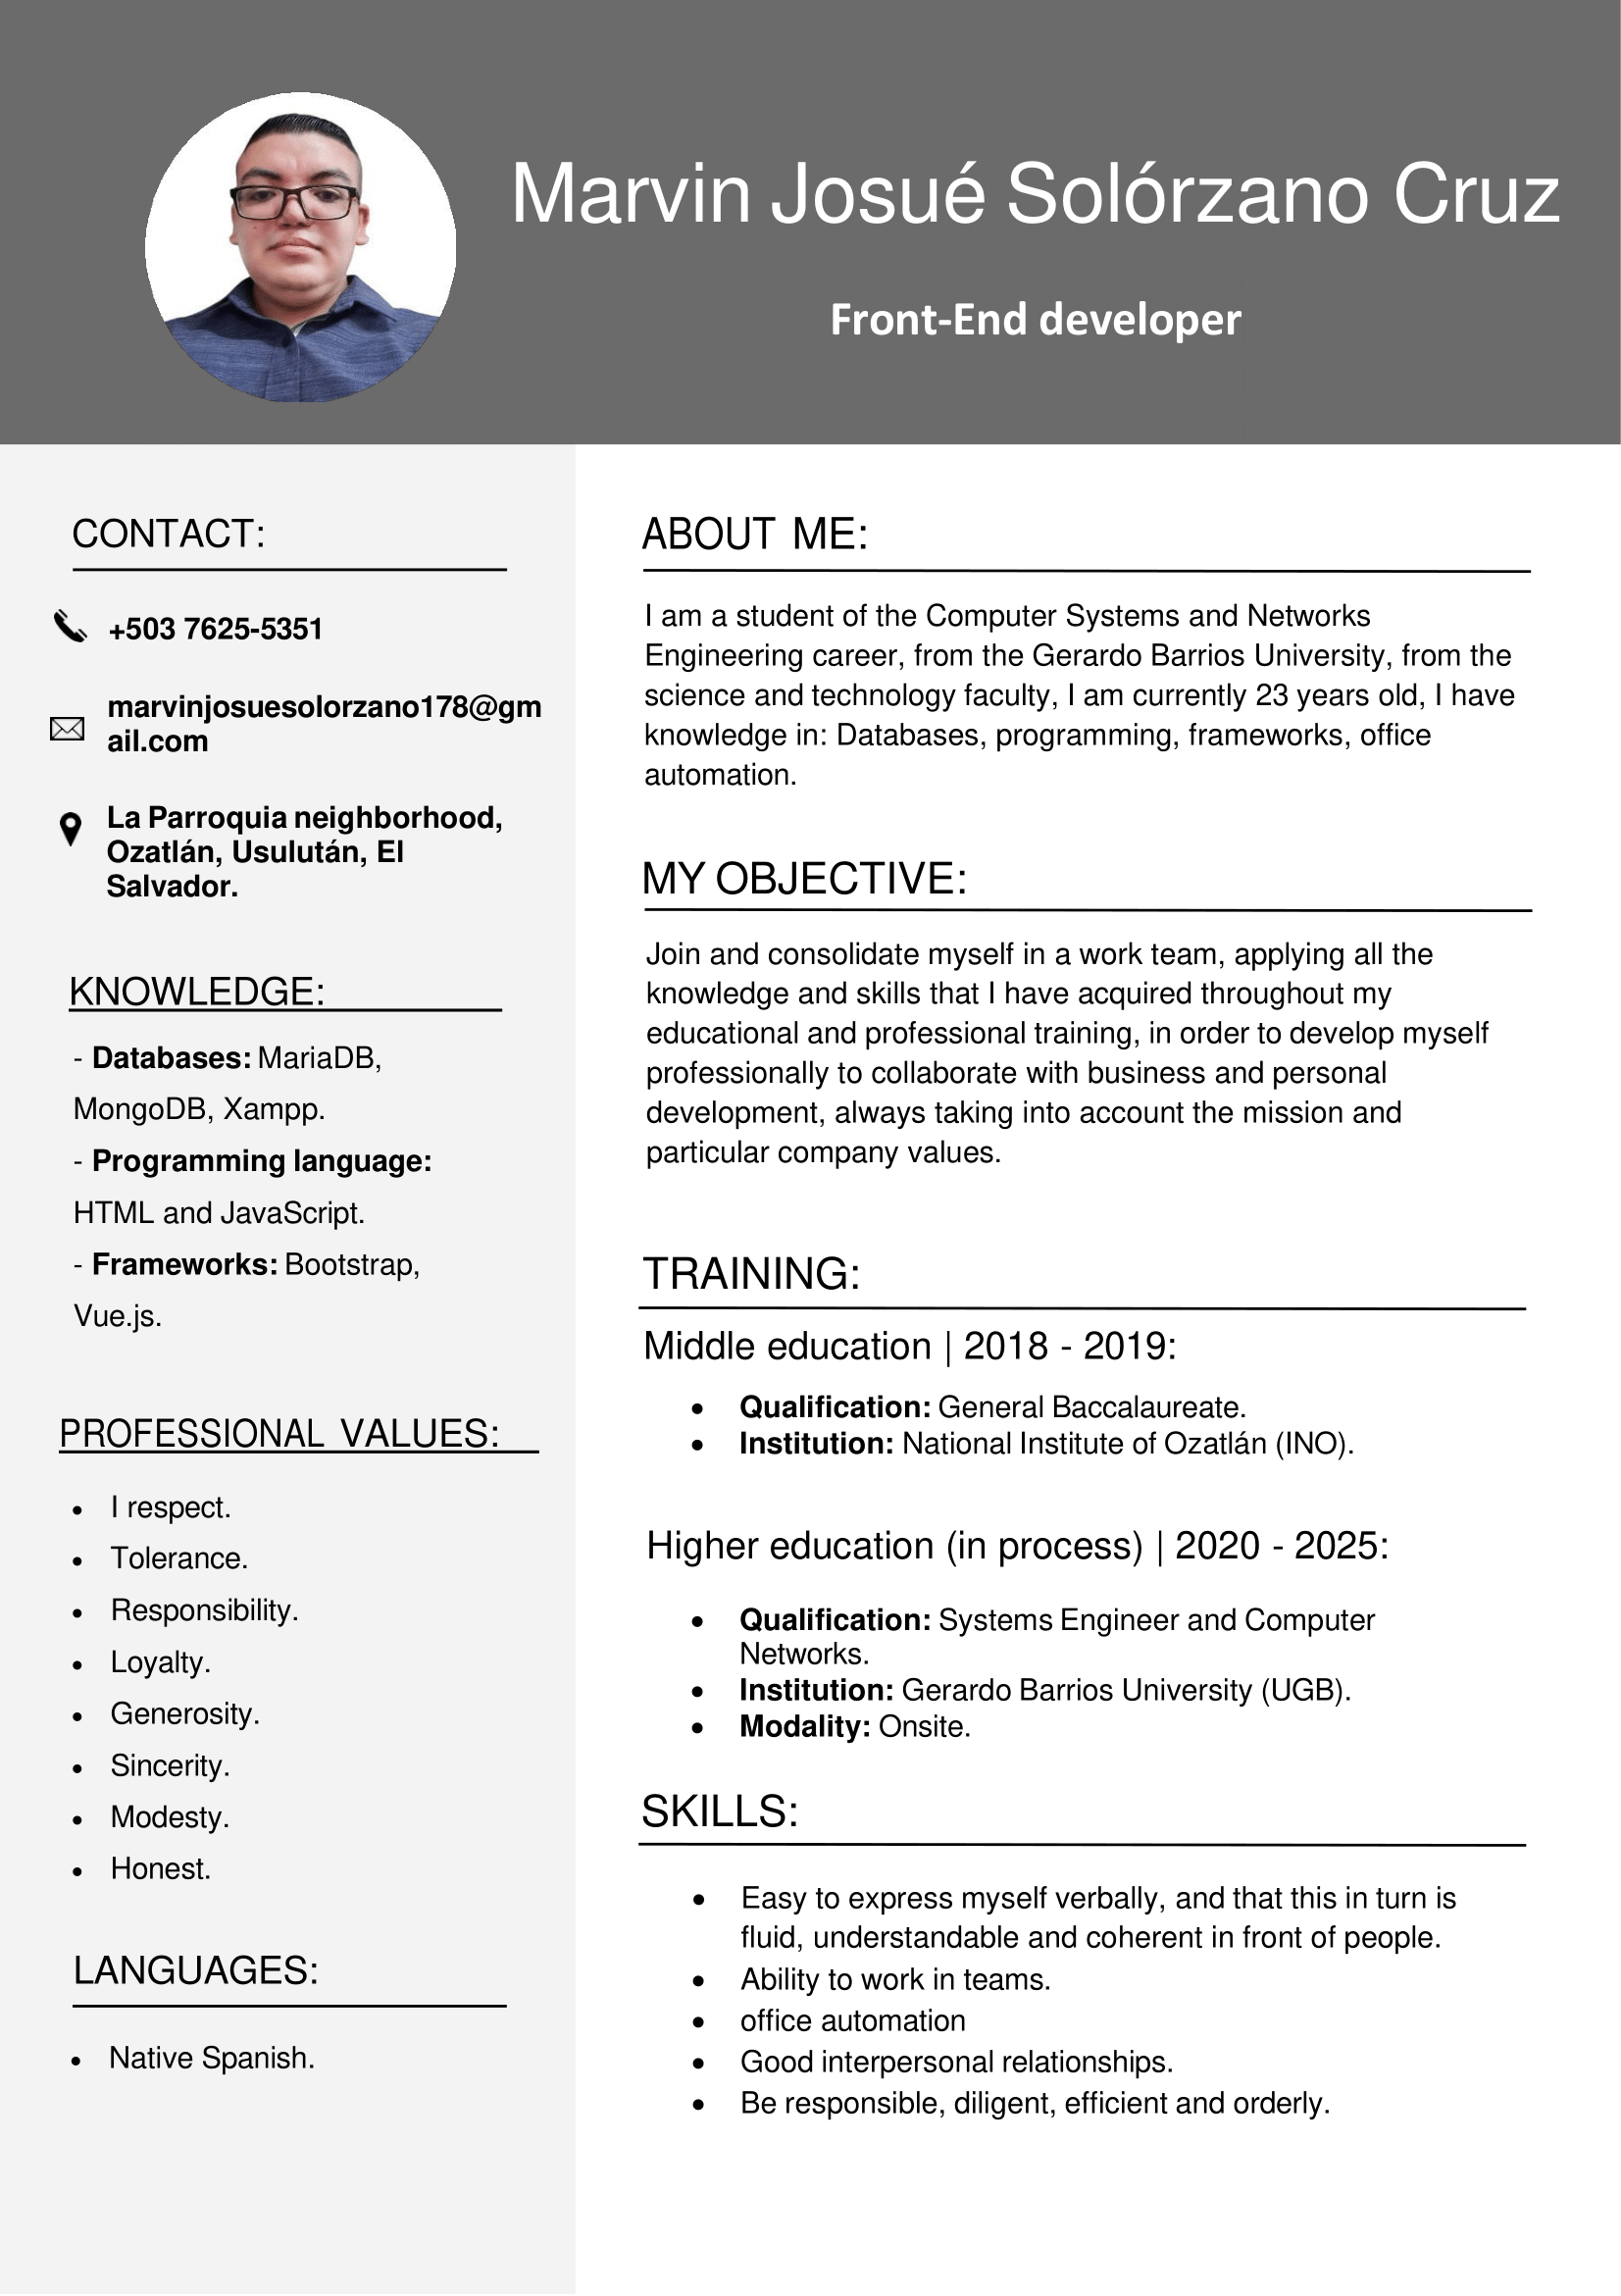 Marvin Josué Solórzano Cruz
Front-End developer
CONTACT:
+503 7625-5351
marvinjosuesolorzano178@gm
ail.com
La Parroquia neighborhood,
Ozatlán, Usulután, El
Salvador.
KNOWLEDGE:
- Databases: MariaDB,
MongoDB, Xampp.
- Programming language:
HTML and JavaScript.
- Frameworks: Bootstrap,
Vue.js.
PROFESSIONAL VALUES:
• I respect.
• Tolerance.
• Responsibility.
• Loyalty.
• Generosity.
• Sincerity.
• Modesty.
• Honest.
LANGUAGES:
• Native Spanish.
ABOUT ME:
I am a student of the Computer Systems and Networks
Engineering career, from the Gerardo Barrios University, from the
science and technology faculty, I am currently 23 years old, I have
knowledge in: Databases, programming, frameworks, office
automation.
MY OBJECTIVE:
Join and consolidate myself in a work team, applying all the
knowledge and skills that I have acquired throughout my
educational and professional training, in order to develop myself
professionally to collaborate with business and personal
development, always taking into account the mission and
particular company values.
TRAINING:
Middle education | 2018 - 2019:
• Qualification: General Baccalaureate.
• Institution: National Institute of Ozatlán (INO).
Higher education (in process) | 2020 - 2025:
• Qualification: Systems Engineer and Computer
Networks.
• Institution: Gerardo Barrios University (UGB).
• Modality: Onsite.
SKILLS:
• Easy to express myself verbally, and that this in turn is
fluid, understandable and coherent in front of people.
• Ability to work in teams.
• office automation
• Good interpersonal relationships.
• Be responsible, diligent, efficient and orderly.